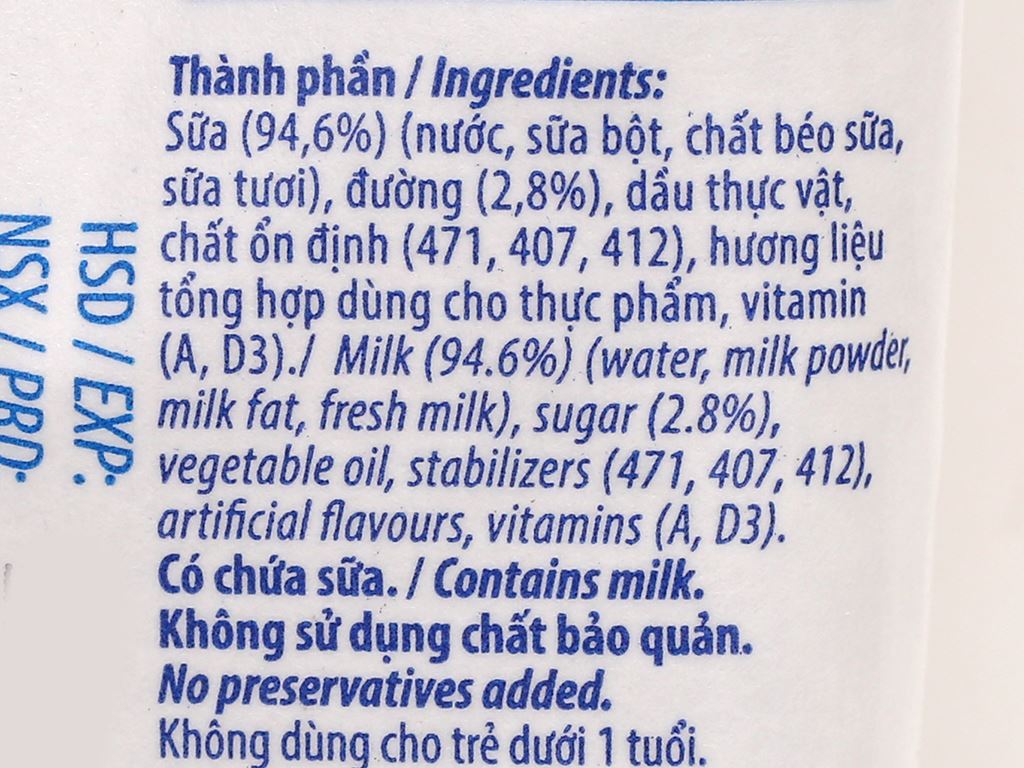 Thành phần / Ingredients:
Sữa (94,6%) (nước, sữa bột, chất béo sữa,
sữa tươi), đường (2,8%), dầu thực vật,
chất ổn định (471, 407, 412), hương liệu
tổng hợp dùng cho thực phẩm, vitamin
(A, D3)./ Milk (94.6%) (water, milk powder,
milk fat, fresh milk), sugar (2.8%),
vegetable oil, stabilizers (471, 407, 412),
artificial flavours, vitamins (A, D3).
Có chứa sữa. / Contains milk.
Không sử dụng chất bảo quản.
No preservatives added.
Không dùng cho trẻ dưới 1 tuổi.
HSD / EXP:
NSX / PRD: